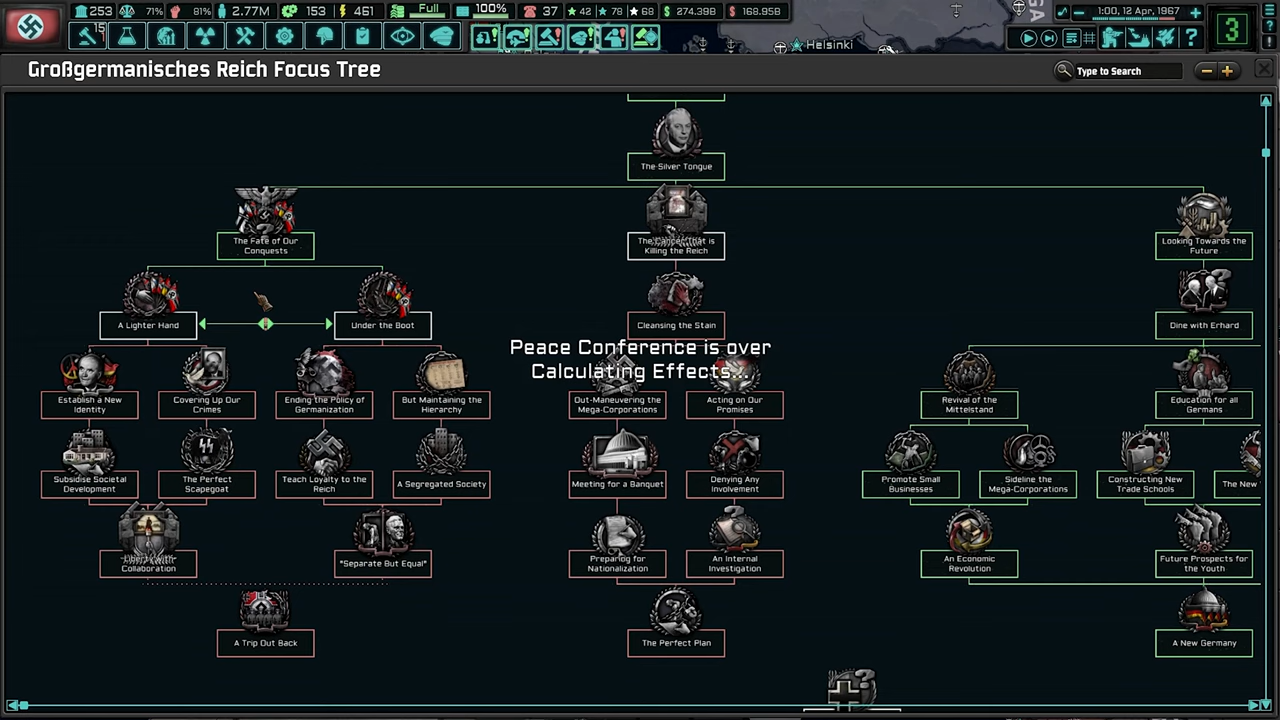 253 71% 81% 2.77M 153 461 Full 100% 37 42 78 68 274.39B 168.95B 1:00, 12 Apr, 1967
15
3
Helsinki
Großgermanisches Reich Focus Tree
Type to Search
The Silver Tongue
The Fate of Our
Conquests
The Cancer That is
Killing the Reich
Looking Towards the
Future
A Lighter Hand
Under the Boot
Cleansing the Stain
Dine with Erhard
Peace Conference is over
Calculating Effects...
Establish a New
Identity
Covering Up Our
Crimes
Ending the Policy of
Germanization
But Maintaining the
Hierarchy
Out-Maneuvering the
Mega-Corporations
Acting on Our
Promises
Revival of the
Mittelstand
Education for all
Germans
Subsidise Societal
Development
The Perfect
Scapegoat
Teach Loyalty to the
Reich
A Segregated Society
Meeting for a Banquet
Denying Any
Involvement
Promote Small
Businesses
Sideline the
Mega-Corporations
Constructing New
Trade Schools
The New
Liberty with
Collaboration
"Separate But Equal"
Preparing for
Nationalization
An Internal
Investigation
An Economic
Revolution
Future Prospects for
the Youth
A Trip Out Back
The Perfect Plan
A New Germany